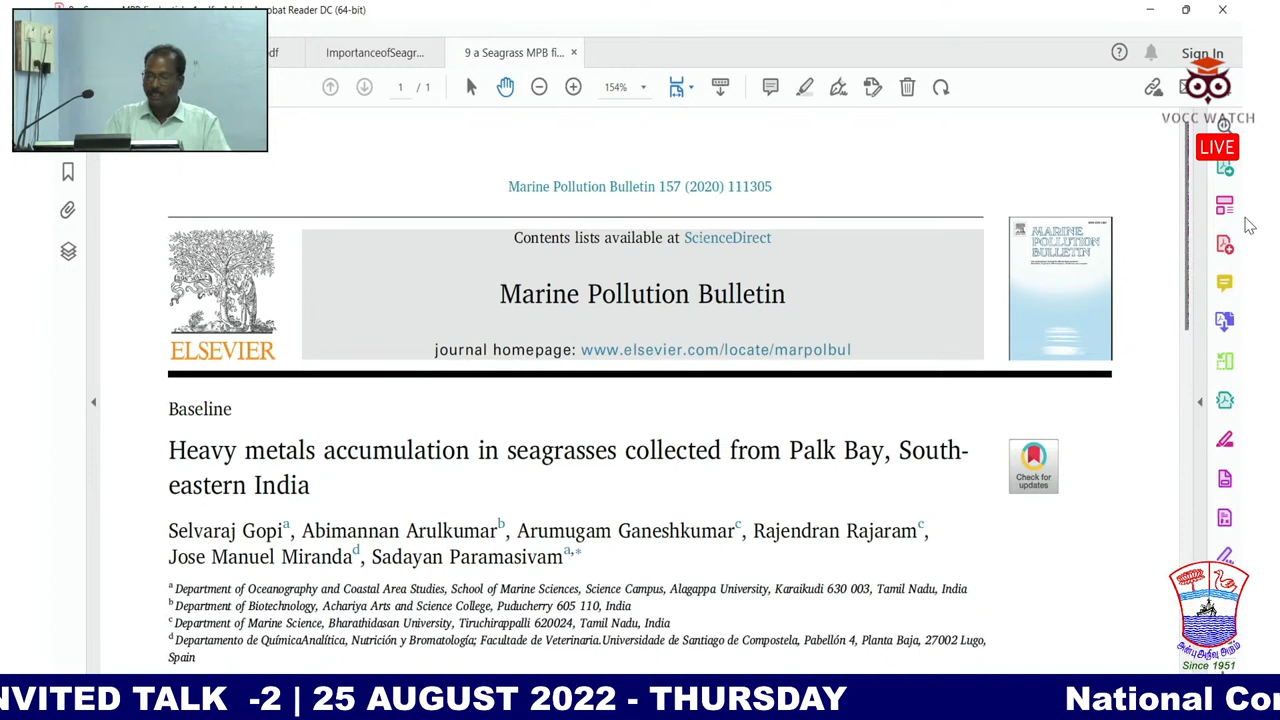 Acrobat Reader DC (64-bit)
ImportanceofSeagr...
9 a Seagrass MPB fi...
Sign In
1 / 1
154%
VOCC WATCH
LIVE
Marine Pollution Bulletin 157 (2020) 111305
Contents lists available at ScienceDirect
Marine Pollution Bulletin
journal homepage: www.elsevier.com/locate/marpolbul
ELSEVIER
MARINE
POLLUTION
BULLETIN
Baseline
Heavy metals accumulation in seagrasses collected from Palk Bay, South-
eastern India
Check for
updates
Selvaraj Gopiᵃ, Abimannan Arulkumarᵇ, Arumugam Ganeshkumarᶜ, Rajendran Rajaramᶜ,
Jose Manuel Mirandaᵈ, Sadayan Paramasivamᵃ,*
ᵃ Department of Oceanography and Coastal Area Studies, School of Marine Sciences, Science Campus, Alagappa University, Karaikudi 630 003, Tamil Nadu, India
ᵇ Department of Biotechnology, Achariya Arts and Science College, Puducherry 605 110, India
ᶜ Department of Marine Science, Bharathidasan University, Tiruchirappalli 620024, Tamil Nadu, India
ᵈ Departamento de QuímicaAnalítica, Nutrición y Bromatología; Facultade de Veterinaria.Universidade de Santiago de Compostela, Pabellón 4, Planta Baja, 27002 Lugo,
Spain
Since 1951
NVITED TALK -2 | 25 AUGUST 2022 - THURSDAY
National Co